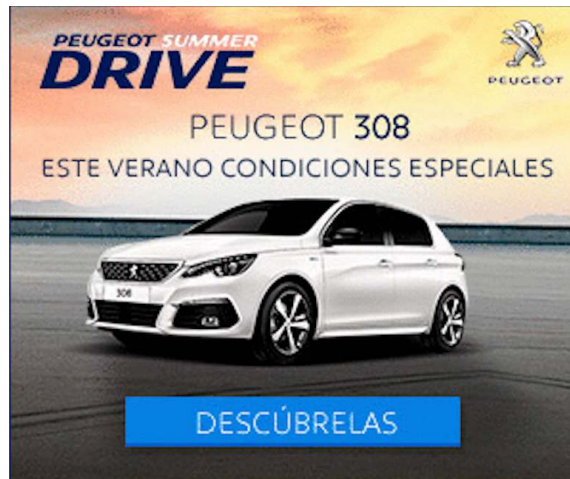 PEUGEOT SUMMER
DRIVE
PEUGEOT
PEUGEOT 308
ESTE VERANO CONDICIONES ESPECIALES
308
DESCÚBRELAS